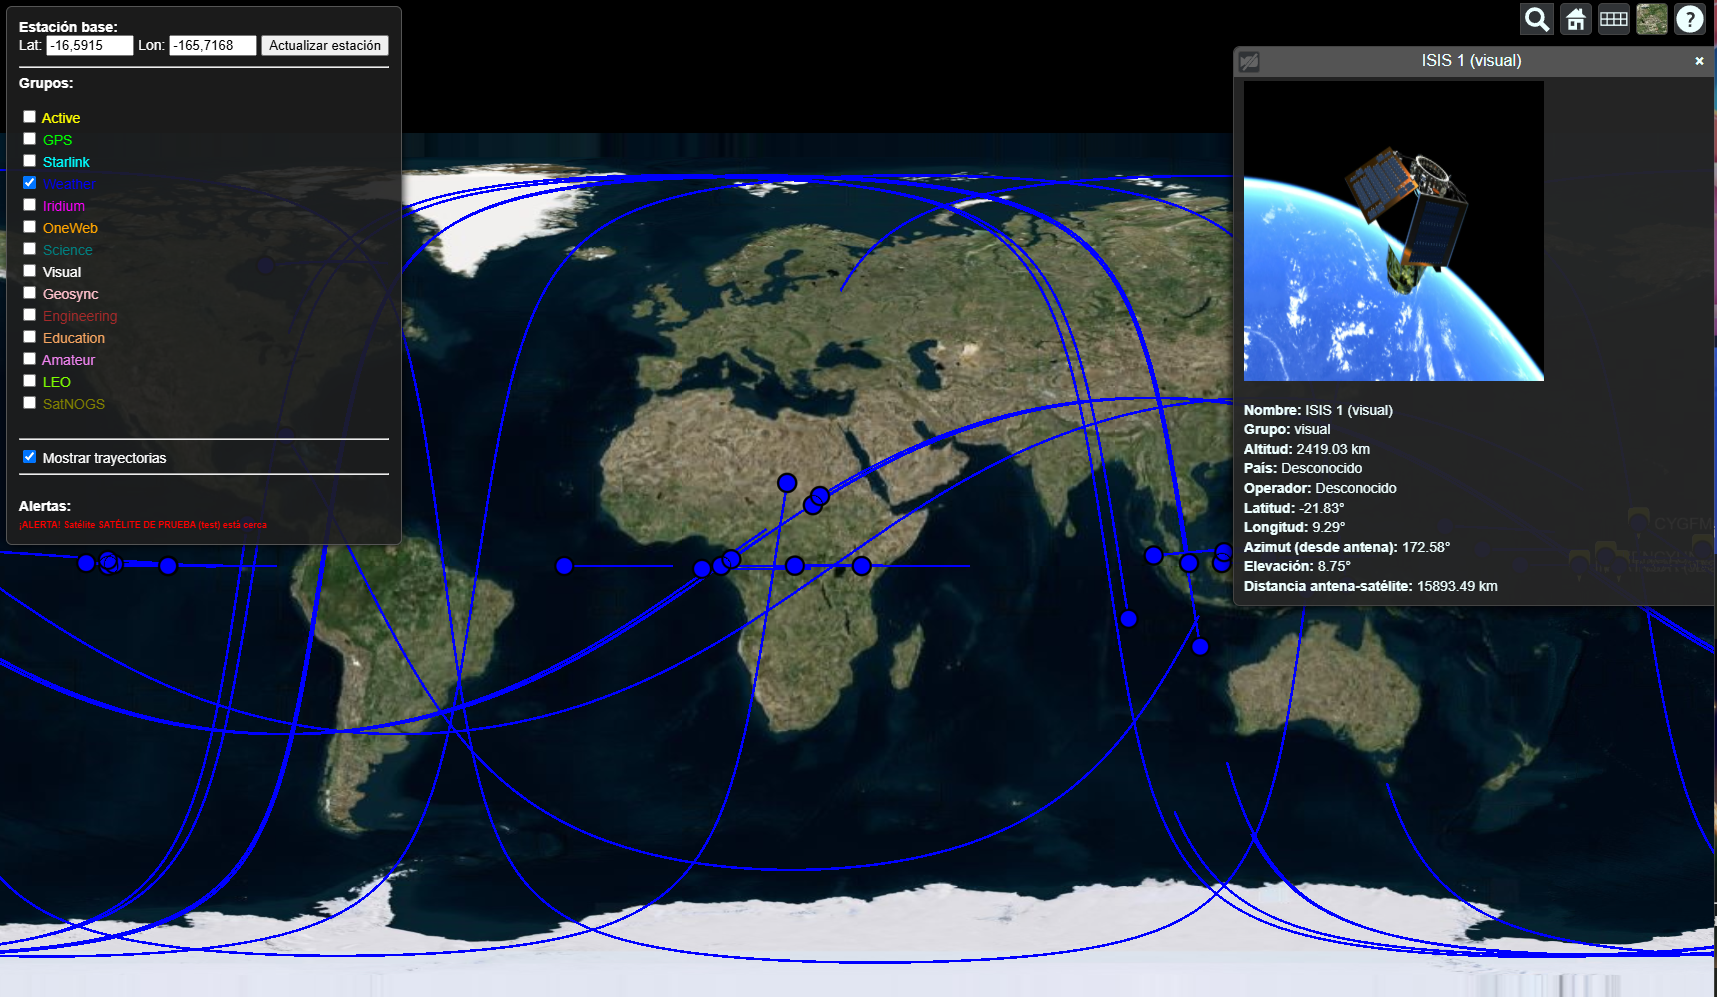 Estación base:
Lat: -16,5915 Lon: -165,7168 Actualizar estación
Grupos:
Active
GPS
Starlink
Weather
Iridium
OneWeb
Science
Visual
Geosync
Engineering
Education
Amateur
LEO
SatNOGS
Mostrar trayectorias
Alertas:
¡ALERTA! Satélite SATÉLITE DE PRUEBA (test) está cerca
?
ISIS 1 (visual)
×
Nombre: ISIS 1 (visual)
Grupo: visual
Altitud: 2419.03 km
País: Desconocido
Operador: Desconocido
Latitud: -21.83°
Longitud: 9.29°
Azimut (desde antena): 172.58°
Elevación: 8.75°
Distancia antena-satélite: 15893.49 km